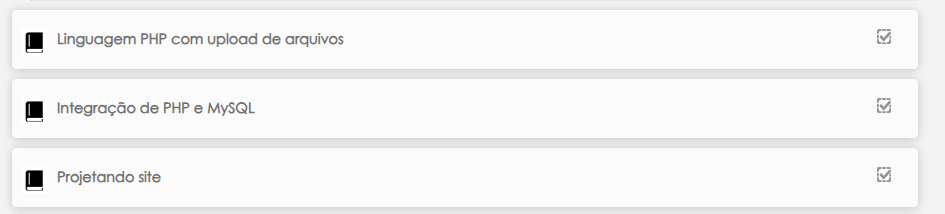 Linguagem PHP com upload de arquivos
Integração de PHP e MySQL
Projetando site